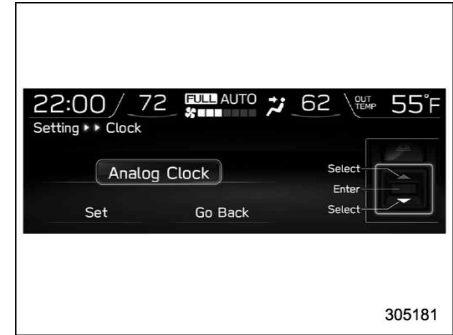 22:00 72 FULL AUTO 62 OUT TEMP 55°F
Setting ▸▸ Clock
Analog Clock
Select
Enter
Set Go Back Select
305181